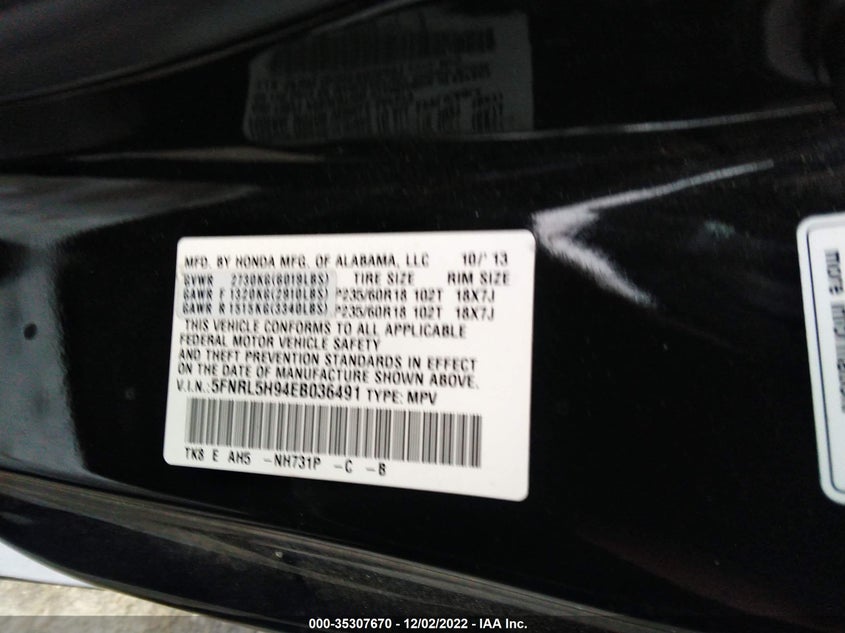 MFD. BY HONDA MFG. OF ALABAMA, LLC 10/'13
GVWR 2730KG(6019LBS) TIRE SIZE RIM SIZE
GAWR F 1320KG(2910LBS) P235/60R18 102T 18X7J
GAWR R 1515KG(3340LBS) P235/60R18 102T 18X7J
THIS VEHICLE CONFORMS TO ALL APPLICABLE
FEDERAL MOTOR VEHICLE SAFETY
AND THEFT PREVENTION STANDARDS IN EFFECT
ON THE DATE OF MANUFACTURE SHOWN ABOVE.
V.I.N.:5FNRL5H94EB036491 TYPE: MPV
TK8 E AH5 -NH731P -C -B
more info
000-35307670 - 12/02/2022 - IAA Inc.